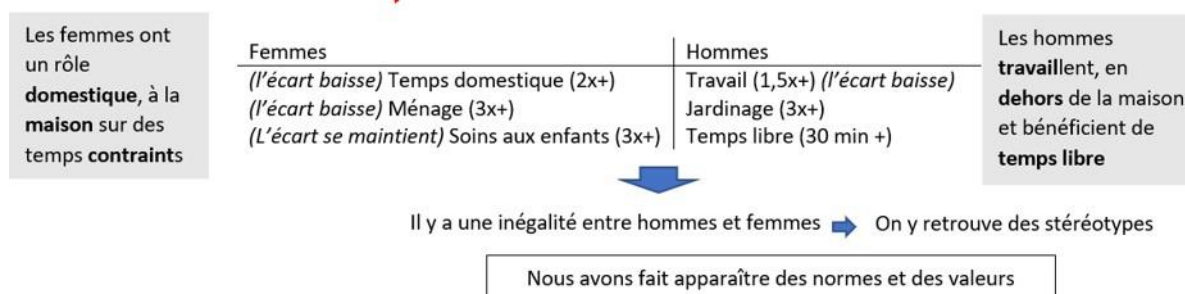 Les femmes ont
un rôle
domestique, à la
maison sur des
temps contraints
Femmes
Hommes
(l’écart baisse) Temps domestique (2x+)
Travail (1,5x+) (l’écart baisse)
(l’écart baisse) Ménage (3x+)
Jardinage (3x+)
(L’écart se maintient) Soins aux enfants (3x+)
Temps libre (30 min +)
Les hommes
travaillent, en
dehors de la maison
et bénéficient de
temps libre
Il y a une inégalité entre hommes et femmes
On y retrouve des stéréotypes
Nous avons fait apparaître des normes et des valeurs